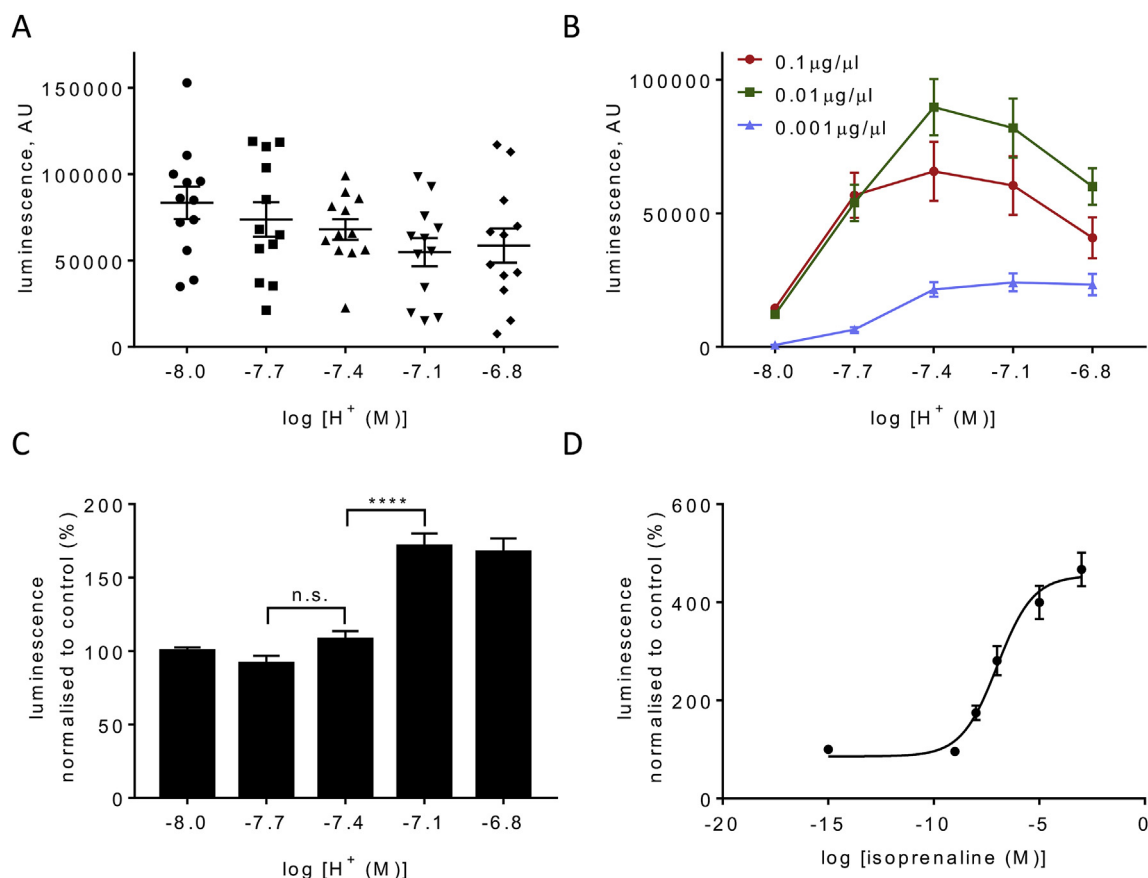 A
luminescence, AU
150000
100000
50000
0
-8.0 -7.7 -7.4 -7.1 -6.8
log [H⁺ (M)]
B
luminescence, AU
0.1µg/µl
0.01µg/µl
0.001µg/µl
100000
50000
0
-8.0 -7.7 -7.4 -7.1 -6.8
log [H⁺ (M)]
C
luminescence
normalised to control (%)
200
150
100
50
0
n.s.
****
-8.0 -7.7 -7.4 -7.1 -6.8
log [H⁺ (M)]
D
luminescence
normalised to control (%)
600
400
200
0
-20 -15 -10 -5 0
log [isoprenaline (M)]